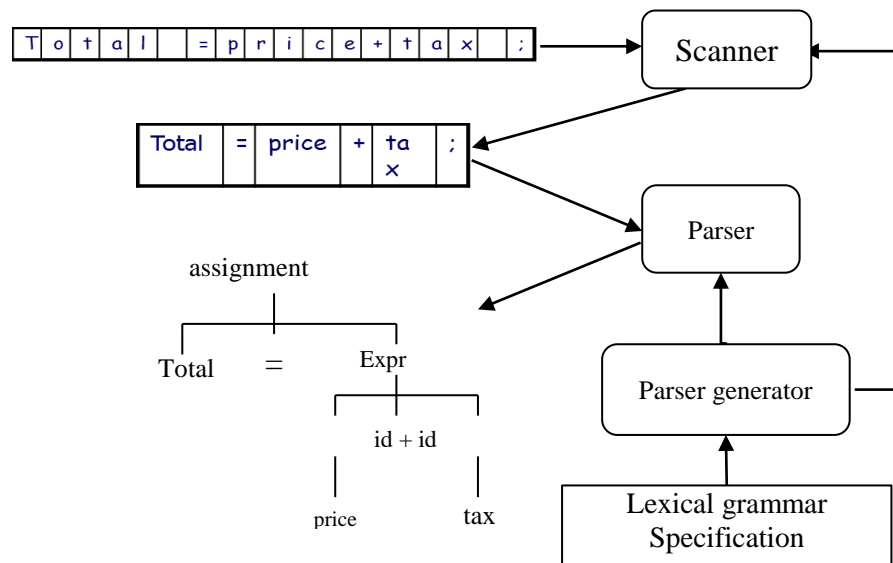 T o t a l = p r i c e + t a x ;
Scanner
Total = price + ta
x ;
Parser
assignment
Total = Expr
Parser generator
id + id
price tax
Lexical grammar
Specification